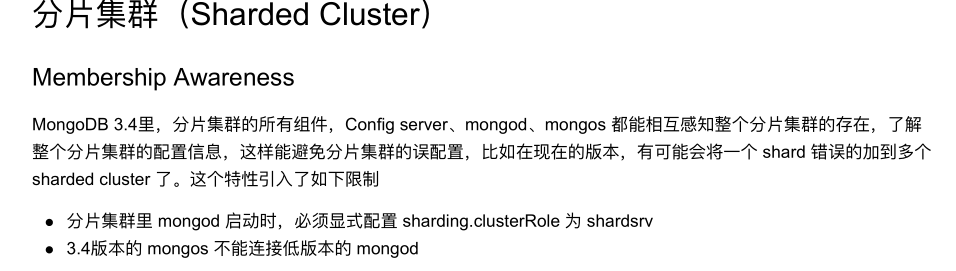 分片集群（Sharded Cluster）
Membership Awareness
MongoDB 3.4里，分片集群的所有组件，Config server、mongod、mongos 都能相互感知整个分片集群的存在，了解
整个分片集群的配置信息，这样能避免分片集群的误配置，比如在现在的版本，有可能会将一个 shard 错误的加到多个
sharded cluster 了。这个特性引入了如下限制
● 分片集群里 mongod 启动时，必须显式配置 sharding.clusterRole 为 shardsrv
● 3.4版本的 mongos 不能连接低版本的 mongod